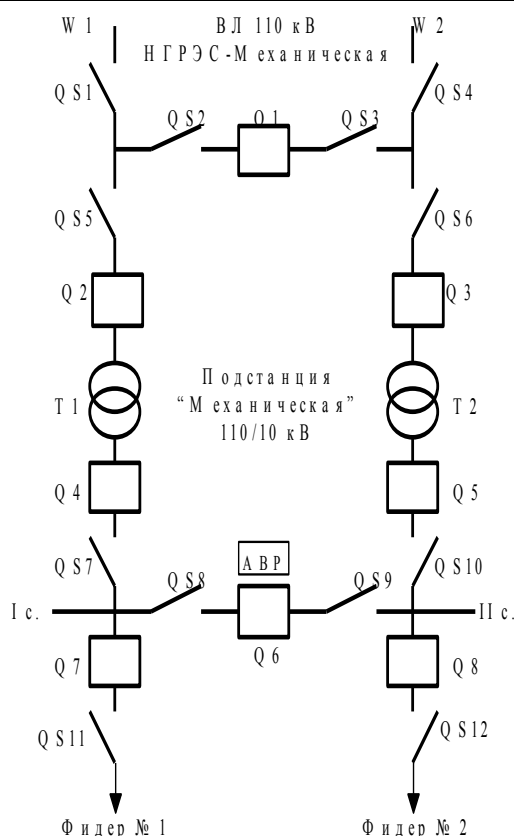 W 1 ВЛ 110 кВ W 2
НГРЭС-Механическая
QS1 QS4
QS2 Q1 QS3
QS5 QS6
Q2 Q3
Подстанция
Т1 “Механическая” Т2
110/10 кВ
Q4 Q5
QS7 АВР QS10
QS8 QS9
I с. II с.
Q6
Q7 Q8
QS11 QS12
Фидер № 1 Фидер № 2